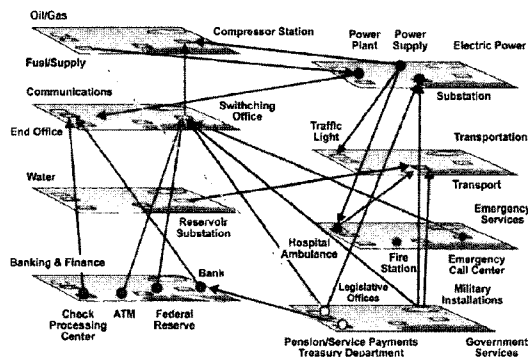 Oil/Gas
Compressor Station
Power
Plant
Power
Supply
Electric Power
Fuel/Supply
Substation
Communications
Swithching
Office
End Office
Traffic
Light
Transportation
Water
Transport
Reservoir
Substation
Emergency
Services
Hospital
Ambulance
Fire
Station
Emergency
Call Center
Banking & Finance
Bank
Legislative
Offices
Military
Installations
Check
Processing
Center
ATM
Federal
Reserve
Pension/Service Payments
Treasury Department
Government
Services